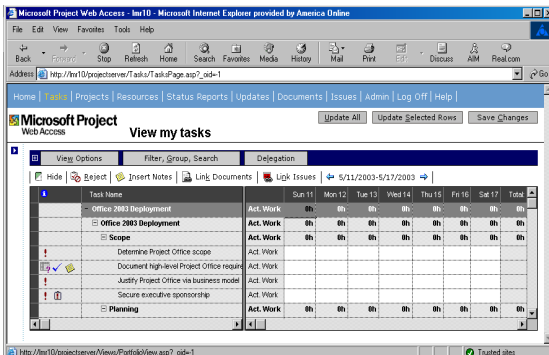 Microsoft Project Web Access - lmr10 - Microsoft Internet Explorer provided by America Online
File Edit View Favorites Tools Help
Back Forward Stop Refresh Home Search Favorites Media History Mail Print Edit Discuss AIM Real.com
Address http://lmr10/projectserver/Tasks/TasksPage.asp?_oid=-1 Go
Home | Tasks | Projects | Resources | Status Reports | Updates | Documents | Issues | Admin | Log Off | Help |
Microsoft Project
Web Access
View my tasks
Update All Update Selected Rows Save Changes
View Options Filter, Group, Search Delegation
Hide Reject Insert Notes Link Documents Link Issues 5/11/2003-5/17/2003
Task Name Sun 11 Mon 12 Tue 13 Wed 14 Thu 15 Fri 16 Sat 17 Total:
Office 2003 Deployment Act. Work 0h 0h 0h 0h 0h 0h 0h 0h
Office 2003 Deployment Act. Work 0h 0h 0h 0h 0h 0h 0h 0h
Scope Act. Work 0h 0h 0h 0h 0h 0h 0h 0h
Determine Project Office scope Act. Work
Document high-level Project Office require Act. Work
Justify Project Office via business model Act. Work
Secure executive sponsorship Act. Work
Planning Act. Work 0h 0h 0h 0h 0h 0h 0h 0h
http://lmr10/projectserver/Views/PortfolioView.asp?_oid=-1 Trusted sites